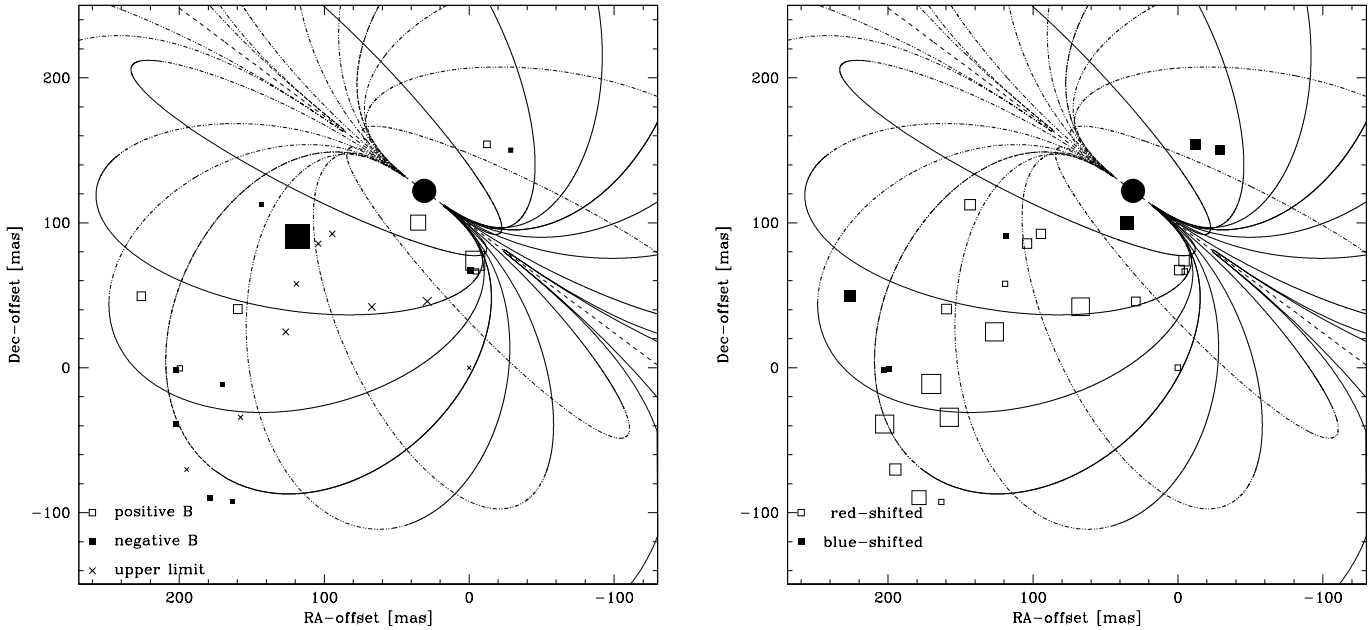 200
100
0
−100
Dec−offset [mas]
positive B
negative B
upper limit
200
100
0
−100
RA−offset [mas]
200
100
0
−100
Dec−offset [mas]
red−shifted
blue−shifted
200
100
0
−100
RA−offset [mas]